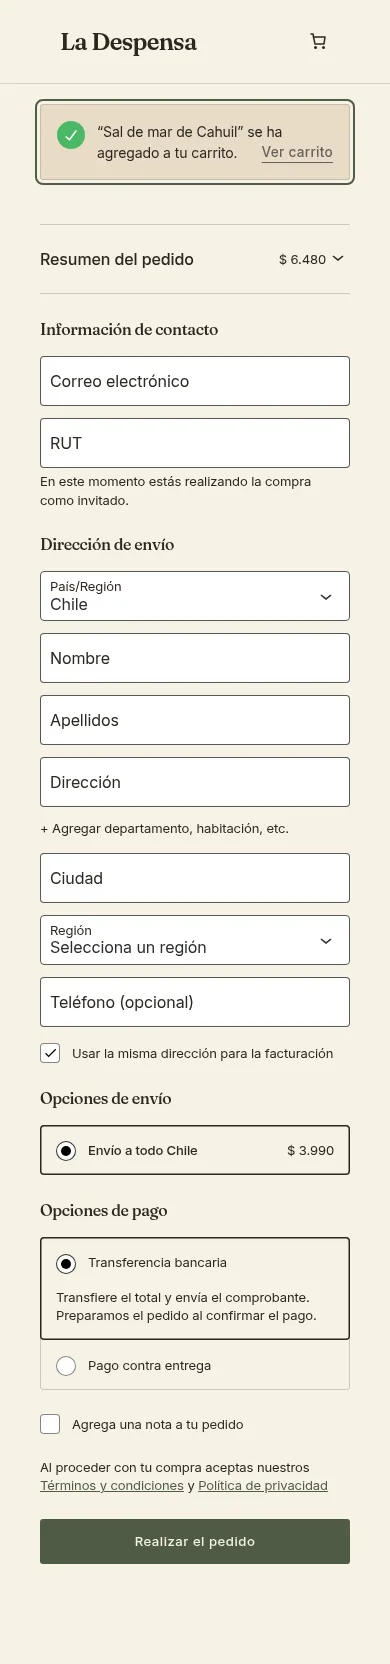 La Despensa
“Sal de mar de Cahuil” se ha
agregado a tu carrito. Ver carrito
Resumen del pedido $ 6.480
Información de contacto
Correo electrónico
RUT
En este momento estás realizando la compra
como invitado.
Dirección de envío
País/Región
Chile
Nombre
Apellidos
Dirección
+ Agregar departamento, habitación, etc.
Ciudad
Región
Selecciona un región
Teléfono (opcional)
Usar la misma dirección para la facturación
Opciones de envío
Envío a todo Chile $ 3.990
Opciones de pago
Transferencia bancaria
Transfiere el total y envía el comprobante.
Preparamos el pedido al confirmar el pago.
Pago contra entrega
Agrega una nota a tu pedido
Al proceder con tu compra aceptas nuestros
Términos y condiciones y Política de privacidad
Realizar el pedido